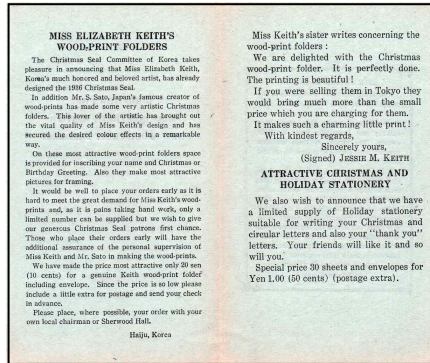 MISS ELIZABETH KEITH'S
WOOD-PRINT FOLDERS
The Christmas Seal Committee of Korea takes
pleasure in announcing that Miss Elizabeth Keith,
Korea's much honored and beloved artist, has already
designed the 1936 Christmas Seal.
In addition Mr. S. Sato, Japan's famous creator of
wood-prints has made some very artistic Christmas
folders. This lover of the artistic has brought out
the vital quality of Miss Keith's design and has
secured the desired colour effects in a remarkable
way.
On these most attractive wood-print folders space
is provided for inscribing your name and Christmas or
Birthday Greeting. Also they make most attractive
pictures for framing.
It would be well to place your orders early as it is
hard to meet the great demand for Miss Keith's wood-
prints and, as it is pains taking hand work, only a
limited number can be supplied but we wish to give
our generous Christmas Seal patrons first chance.
Those who place their orders early will have the
additional assurance of the personal supervision of
Miss Keith and Mr. Sato in making the wood-prints.
We have made the price most attractive only 20 sen
(10 cents) for a genuine Keith wood-print folder
including envelope. Since the price is so low please
include a little extra for postage and send your check
in advance.
Please place, where possible, your order with your
own local chairman or Sherwood Hall.
Haiju, Korea
Miss Keith's sister writes concerning the
wood-print folders :
We are delighted with the Christmas
wood-print folder. It is perfectly done.
The printing is beautiful !
If you were selling them in Tokyo they
would bring much more than the small
price which you are charging for them.
It makes such a charming little print !
With kindest regards,
Sincerely yours,
(Signed) JESSIE M. KEITH
ATTRACTIVE CHRISTMAS AND
HOLIDAY STATIONERY
We also wish to announce that we have
a limited supply of Holiday stationery
suitable for writing your Christmas and
circular letters and also your "thank you"
letters. Your friends will like it and so
will you.
Special price 30 sheets and envelopes for
Yen 1.00 (50 cents) (postage extra).